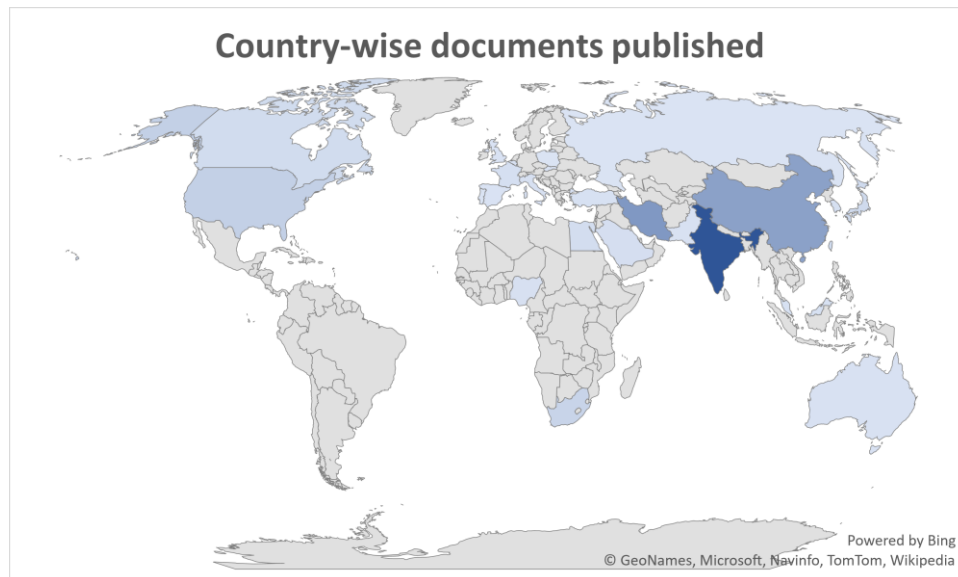 Country-wise documents published
Powered by Bing
© GeoNames, Microsoft, Navinfo, TomTom, Wikipedia